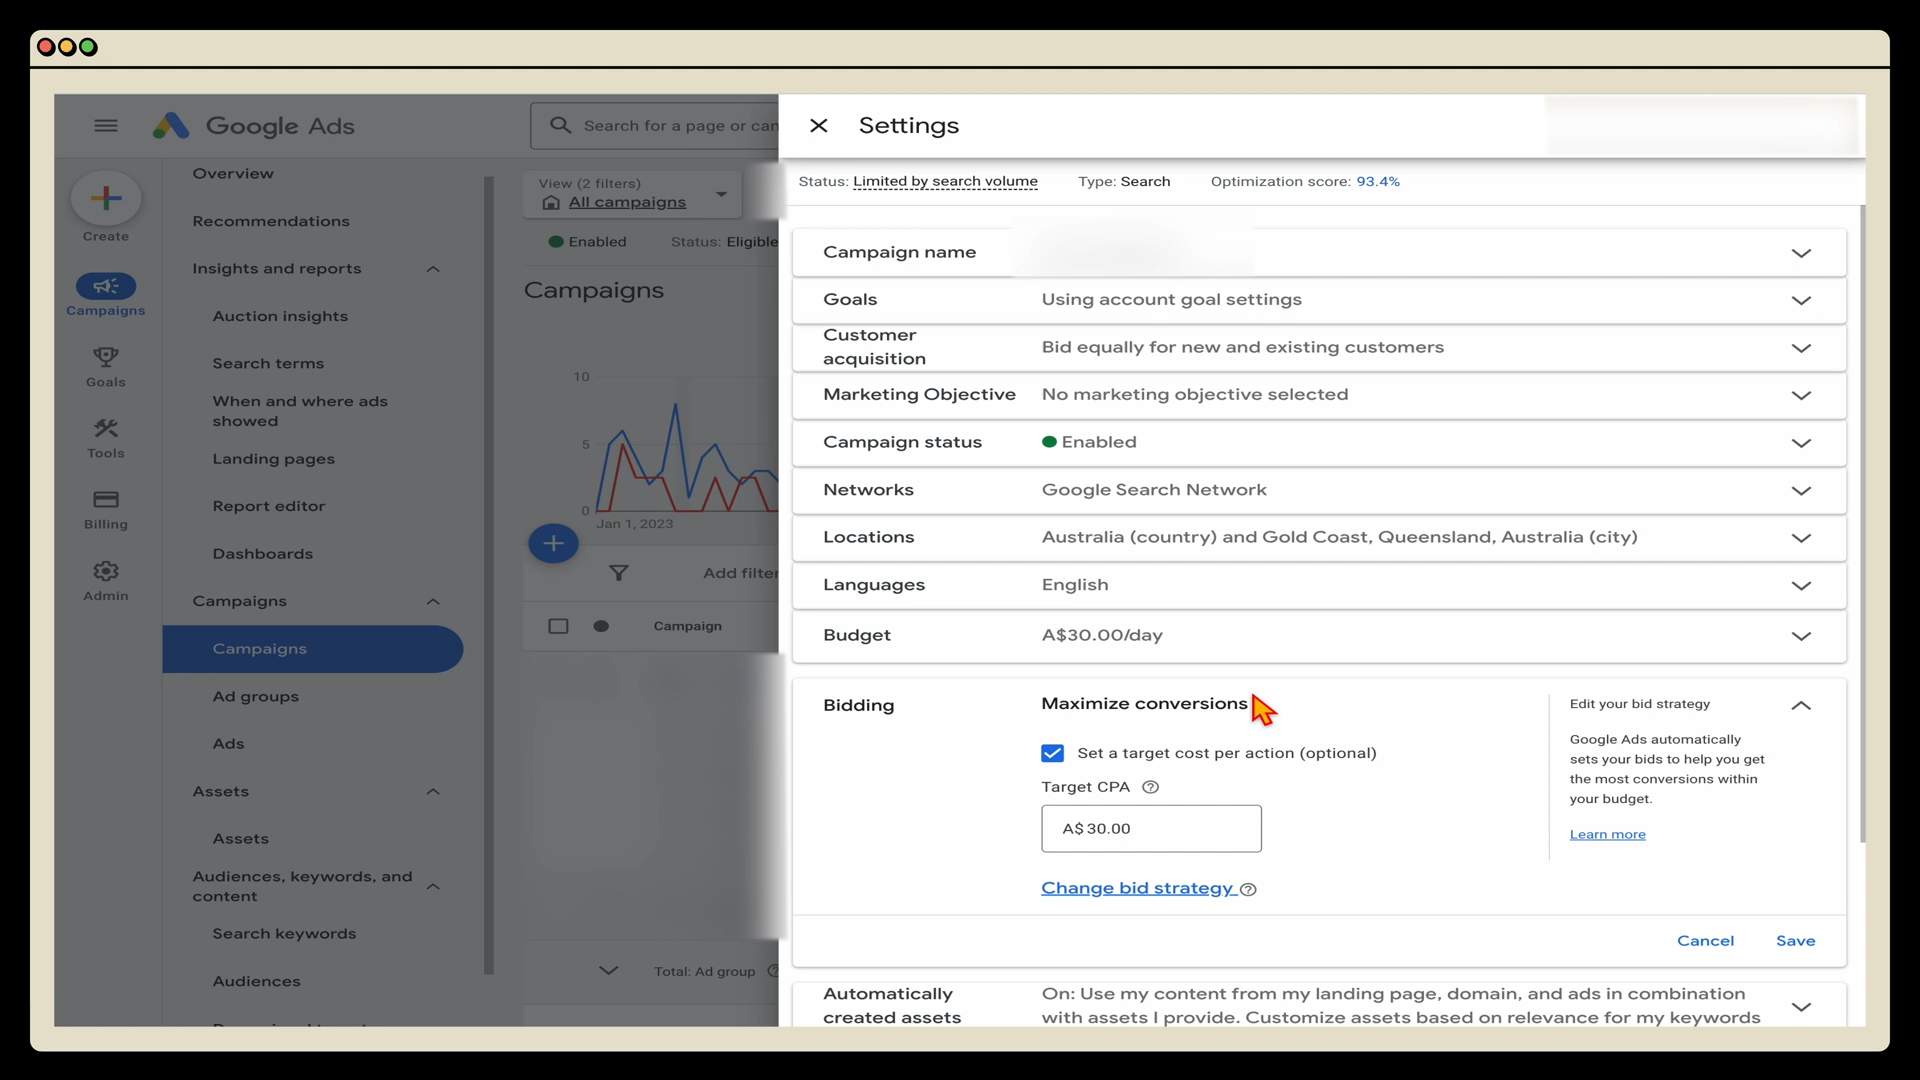 Google Ads
Search for a page or can
Create
Campaigns
Goals
Tools
Billing
Admin
Overview
Recommendations
Insights and reports
Auction insights
Search terms
When and where ads
showed
Landing pages
Report editor
Dashboards
Campaigns
Campaigns
Ad groups
Ads
Assets
Assets
Audiences, keywords, and
content
Search keywords
Audiences
View (2 filters)
All campaigns
Enabled
Status: Eligible
Campaigns
10
5
0
Jan 1, 2023
Add filter
Campaign
Total: Ad group
Settings
Status: Limited by search volume
Type: Search
Optimization score: 93.4%
Campaign name
Goals
Using account goal settings
Customer
acquisition
Bid equally for new and existing customers
Marketing Objective
No marketing objective selected
Campaign status
Enabled
Networks
Google Search Network
Locations
Australia (country) and Gold Coast, Queensland, Australia (city)
Languages
English
Budget
A$30.00/day
Bidding
Maximize conversions
Set a target cost per action (optional)
Target CPA
A$ 30.00
Change bid strategy
Edit your bid strategy
Google Ads automatically
sets your bids to help you get
the most conversions within
your budget.
Learn more
Cancel
Save
Automatically
created assets
On: Use my content from my landing page, domain, and ads in combination
with assets I provide. Customize assets based on relevance for my keywords